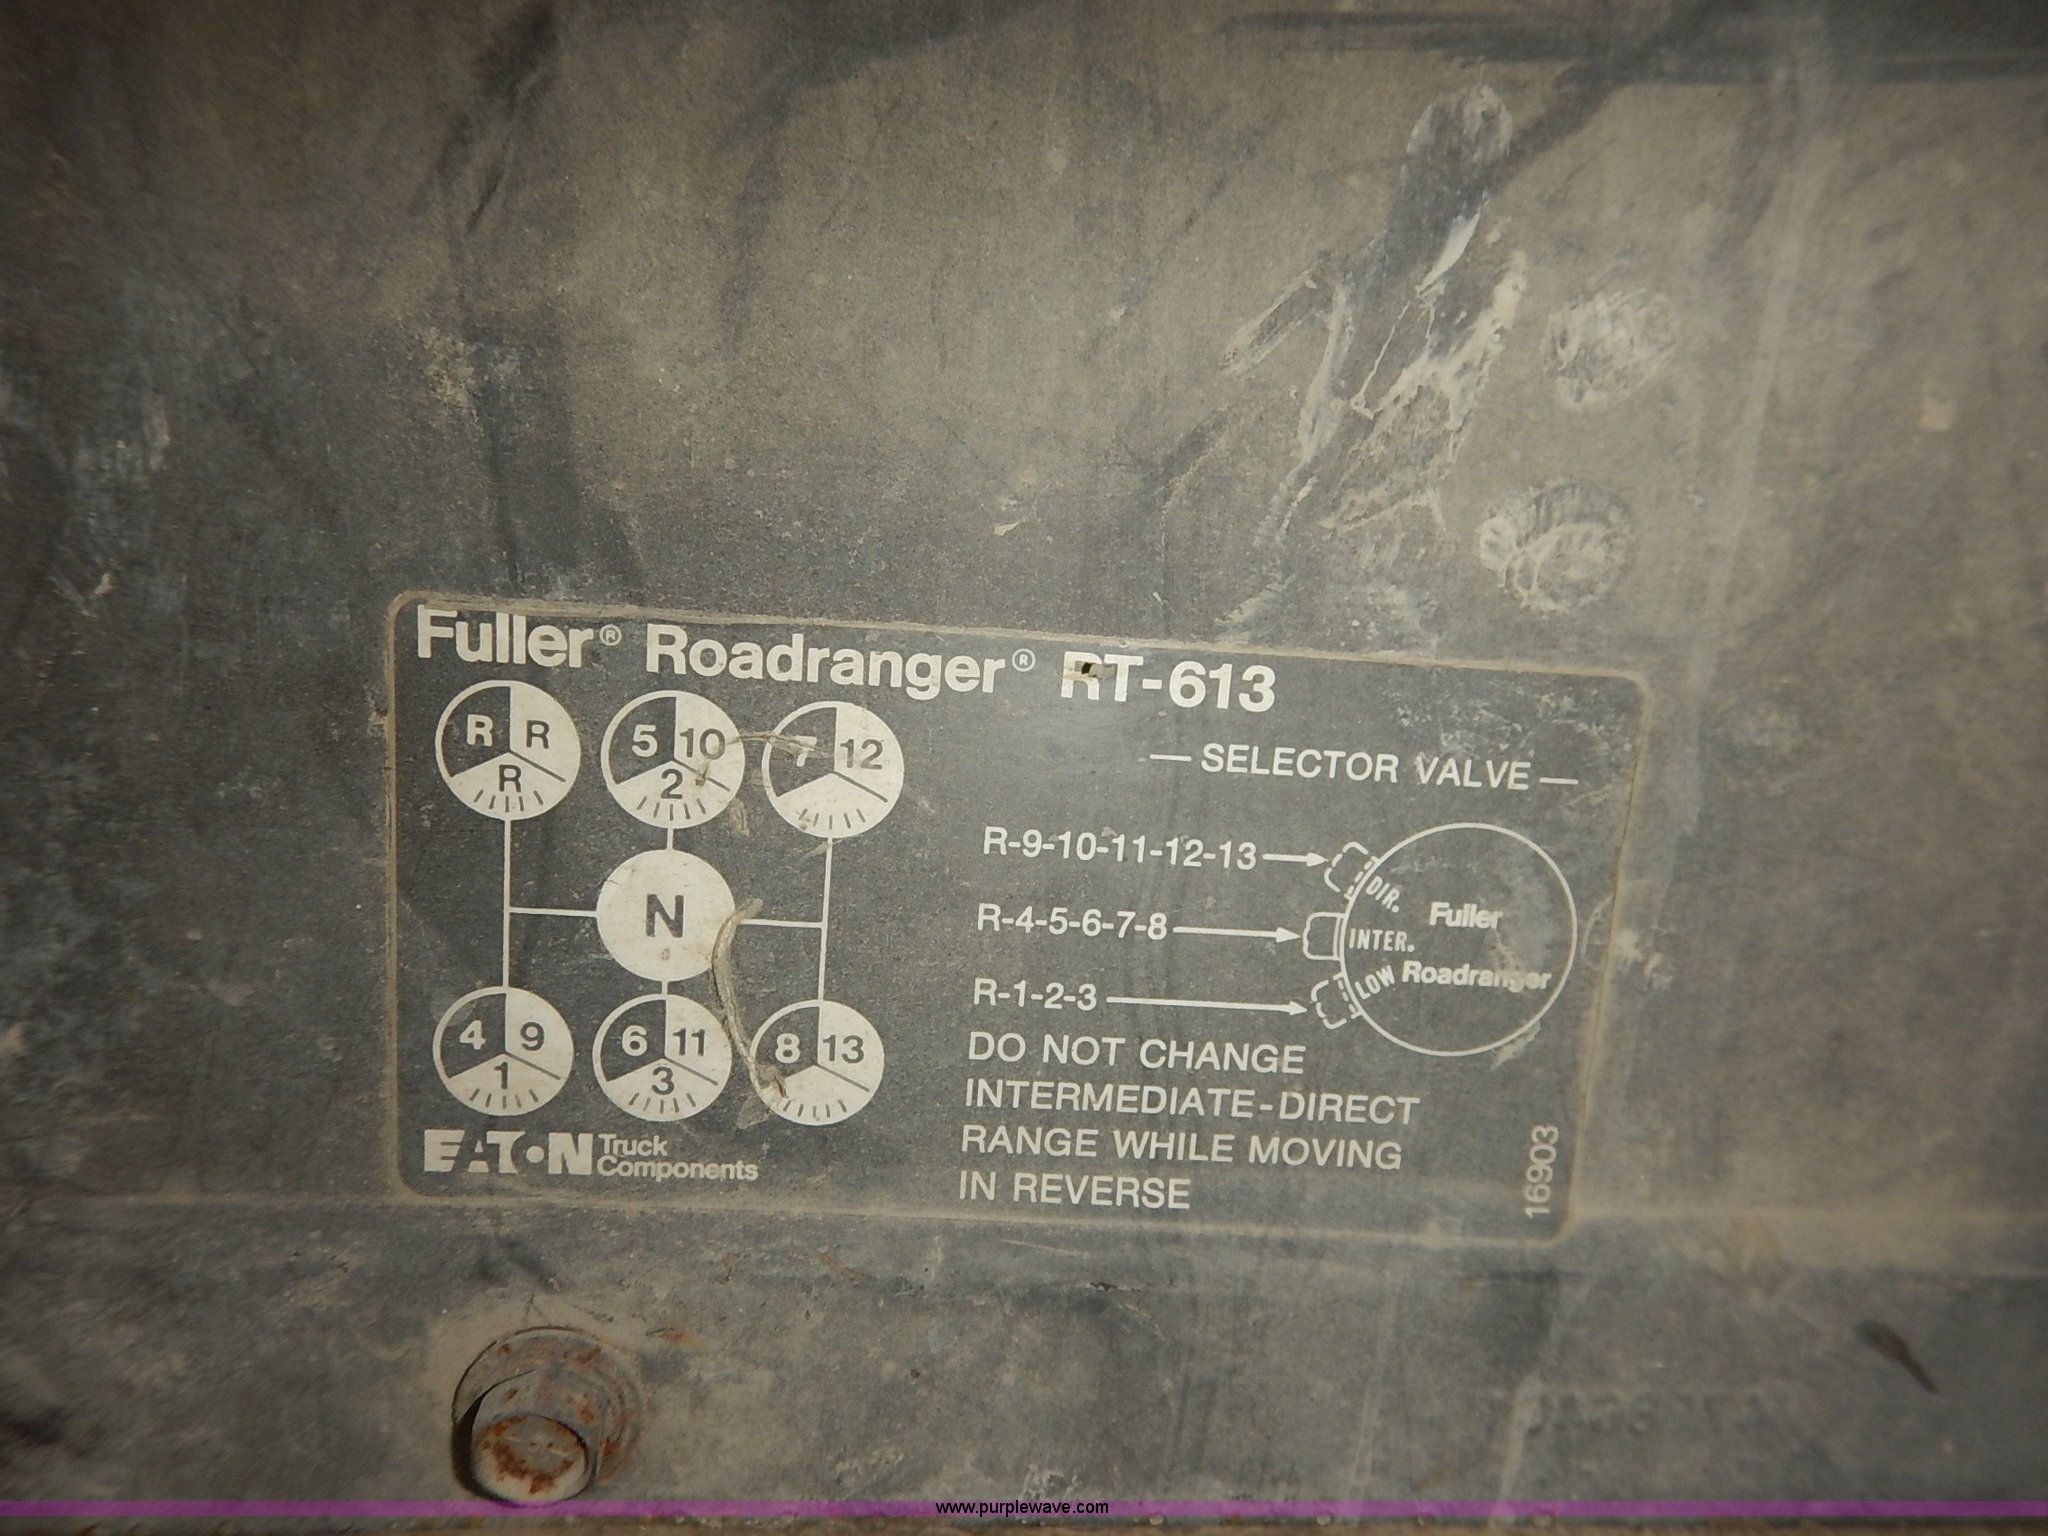 Fuller® Roadranger® RT-613
R R R
5 10 2
7 12
N
4 9 1
6 11 3
8 13
EATON Truck Components
— SELECTOR VALVE —
R-9-10-11-12-13
R-4-5-6-7-8
R-1-2-3
DIR.
INTER.
LOW
Fuller
Roadranger
DO NOT CHANGE
INTERMEDIATE-DIRECT
RANGE WHILE MOVING
IN REVERSE
16903
www.purplewave.com